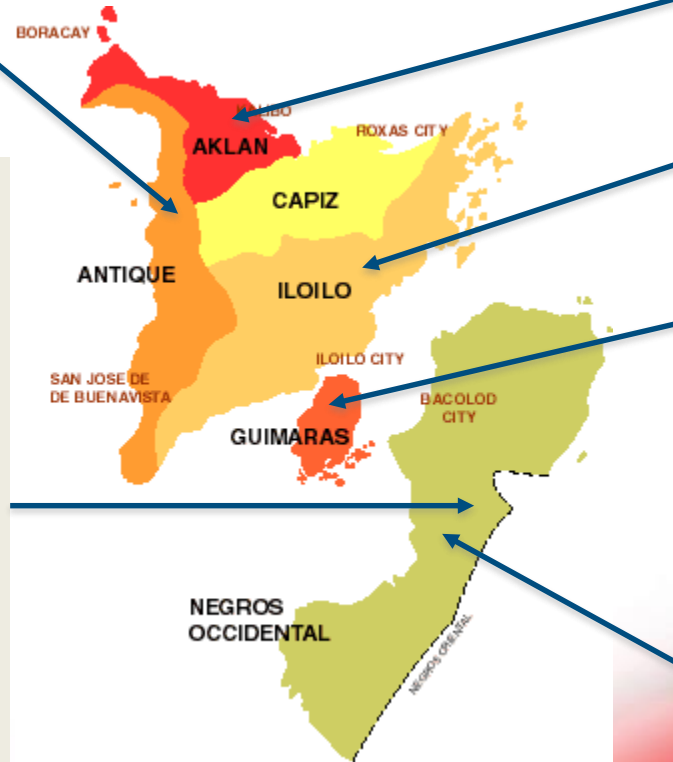 BORACAY
KALIBO
AKLAN
ROXAS CITY
CAPIZ
ANTIQUE
ILOILO
ILOILO CITY
SAN JOSE DE
DE BUENAVISTA
BACOLOD
CITY
GUIMARAS
NEGROS
OCCIDENTAL
NEGROS ORIENTAL